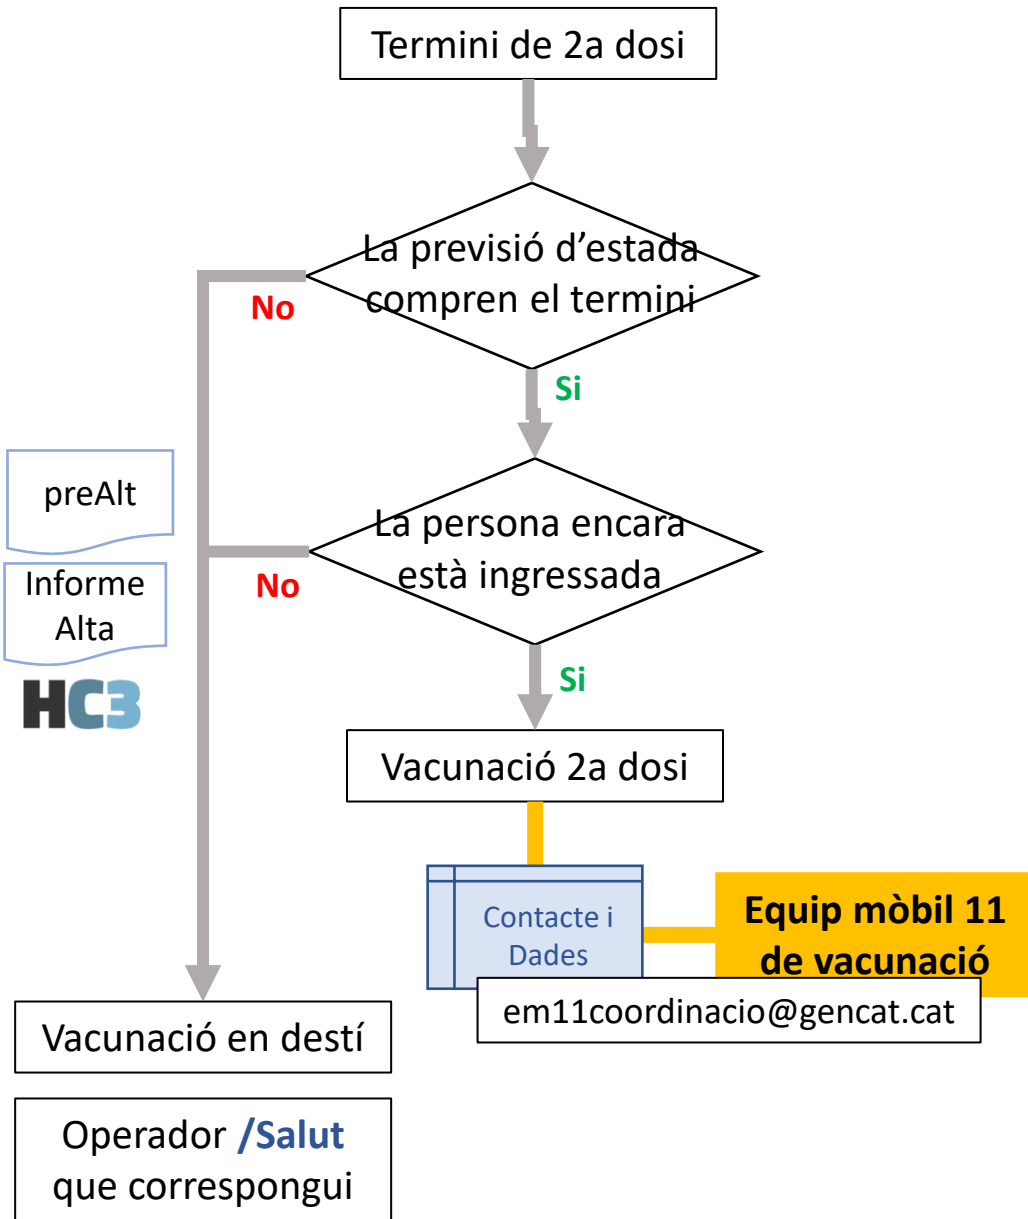 Termini de 2a dosi
La previsió d’estada
compren el termini
No
Si
preAlt
La persona encara
està ingressada
No
Informe
Alta
Si
HC3
Vacunació 2a dosi
Contacte i
Dades
Equip mòbil 11
de vacunació
em11coordinacio@gencat.cat
Vacunació en destí
Operador /Salut
que correspongui